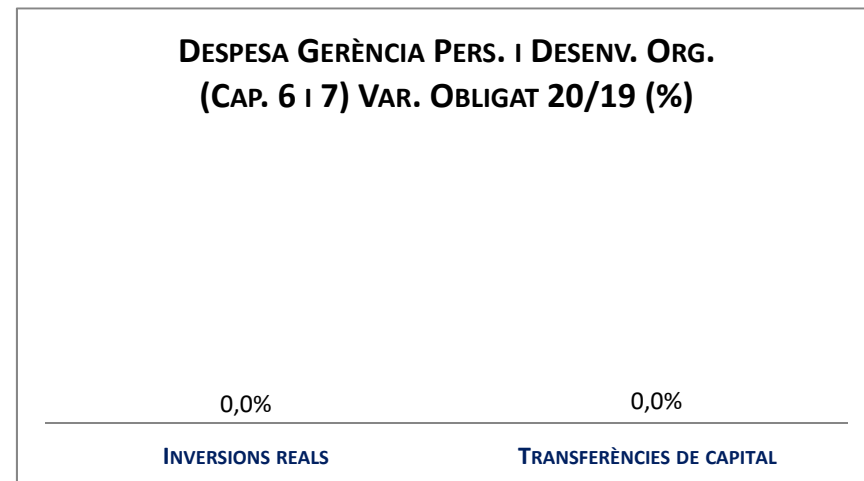 Despesa Gerència Pers. i Desenv. Org.
(Cap. 6 i 7) Var. Obligat 20/19 (%)
0,0%
0,0%
Inversions reals
Transferències de capital